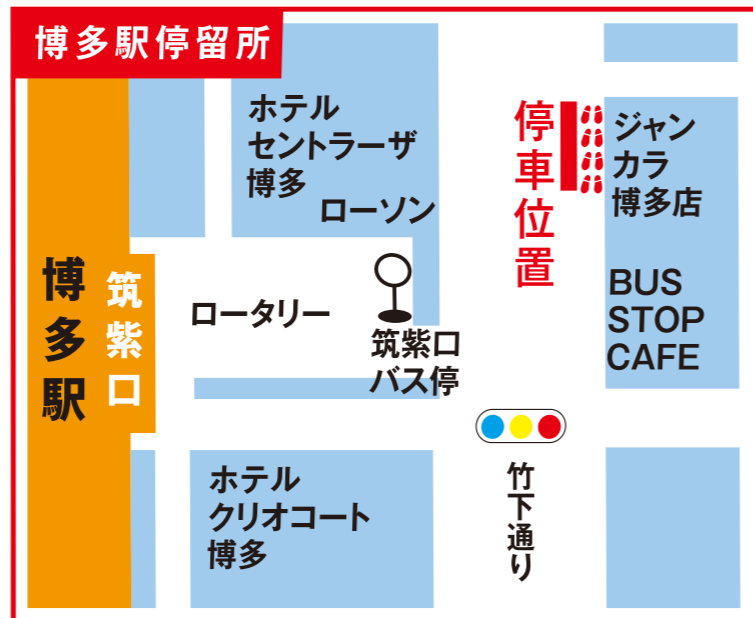 博多駅停留所
ホテル
セントラーザ
博多
ローソン
停車位置
ジャン
カラ
博多店
博多駅
筑紫口
ロータリー
筑紫口
バス停
BUS
STOP
CAFE
ホテル
クリオコート
博多
竹下通り